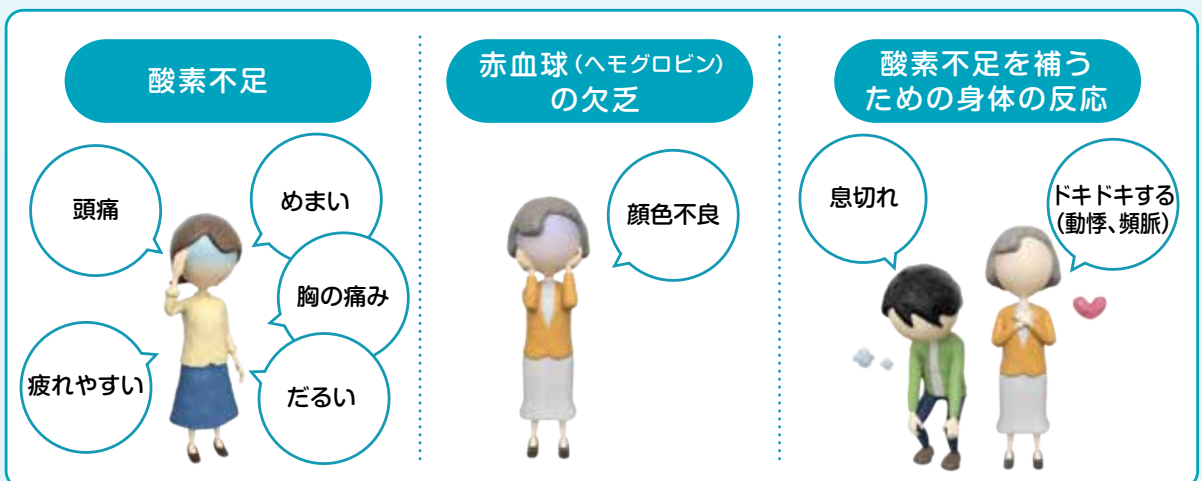 酸素不足
頭痛
めまい
胸の痛み
疲れやすい
だるい
赤血球(ヘモグロビン)
の欠乏
顔色不良
酸素不足を補う
ための身体の反応
息切れ
ドキドキする
(動悸、頻脈)